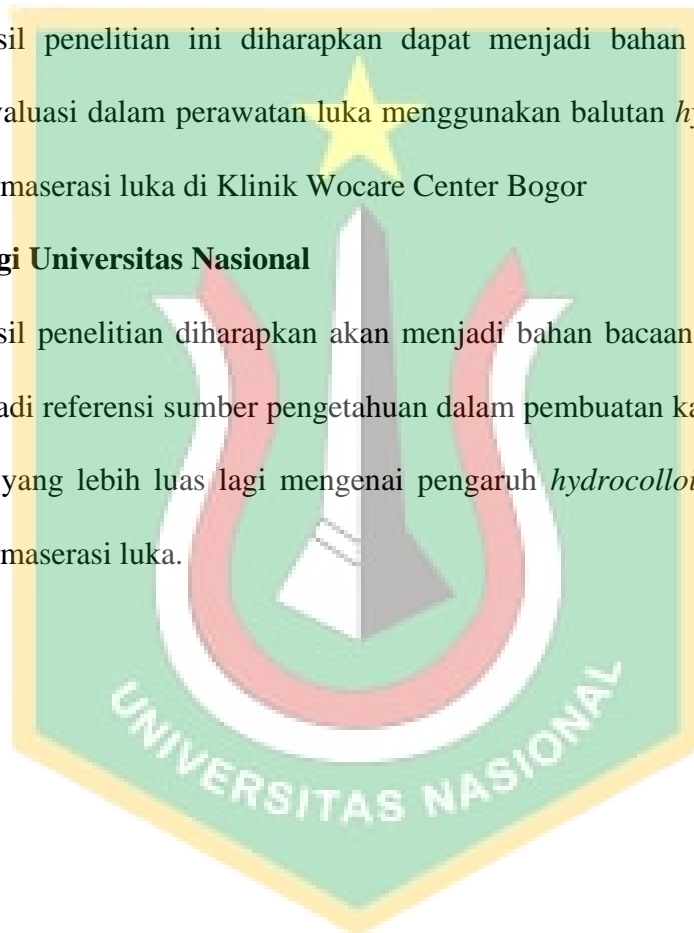 sil penelitian ini diharapkan dapat menjadi bahan
valuasi dalam perawatan luka menggunakan balutan hy
maserasi luka di Klinik Wocare Center Bogor
gi Universitas Nasional
sil penelitian diharapkan akan menjadi bahan bacaan
adi referensi sumber pengetahuan dalam pembuatan ka
yang lebih luas lagi mengenai pengaruh hydrocolloi
maserasi luka.
UNIVERSITAS NASIONAL